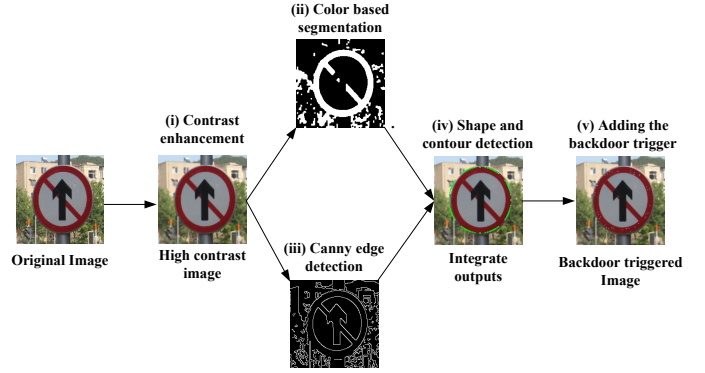 (ii) Color based
segmentation
(i) Contrast
enhancement
(iv) Shape and
contour detection
(v) Adding the
backdoor trigger
Original Image
High contrast
image
(iii) Canny edge
detection
Integrate
outputs
Backdoor triggered
Image